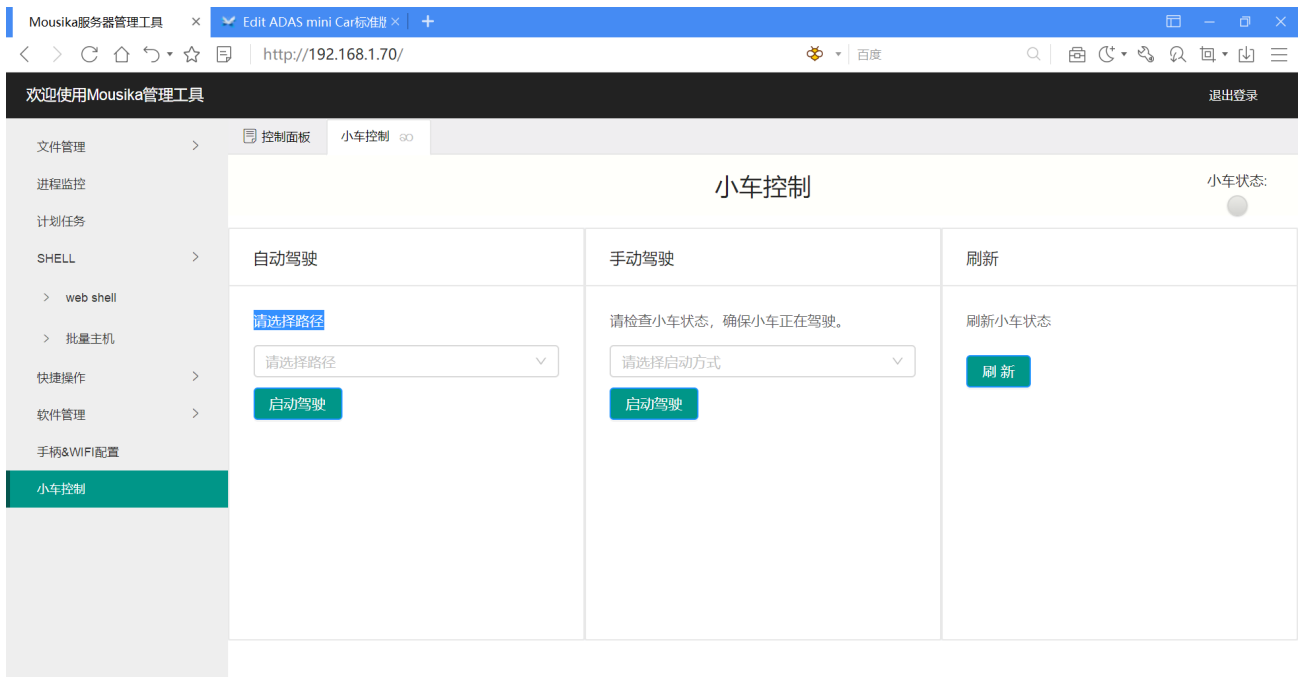 Mousika服务器管理工具
Edit ADAS mini Car标准版
http://192.168.1.70/
百度
欢迎使用Mousika管理工具
退出登录
文件管理
进程监控
计划任务
SHELL
web shell
批量主机
快捷操作
软件管理
手柄&WIFI配置
小车控制
控制面板
小车控制
小车控制
小车状态:
自动驾驶
请选择路径
请选择路径
启动驾驶
手动驾驶
请检查小车状态，确保小车正在驾驶。
请选择启动方式
启动驾驶
刷新
刷新小车状态
刷 新